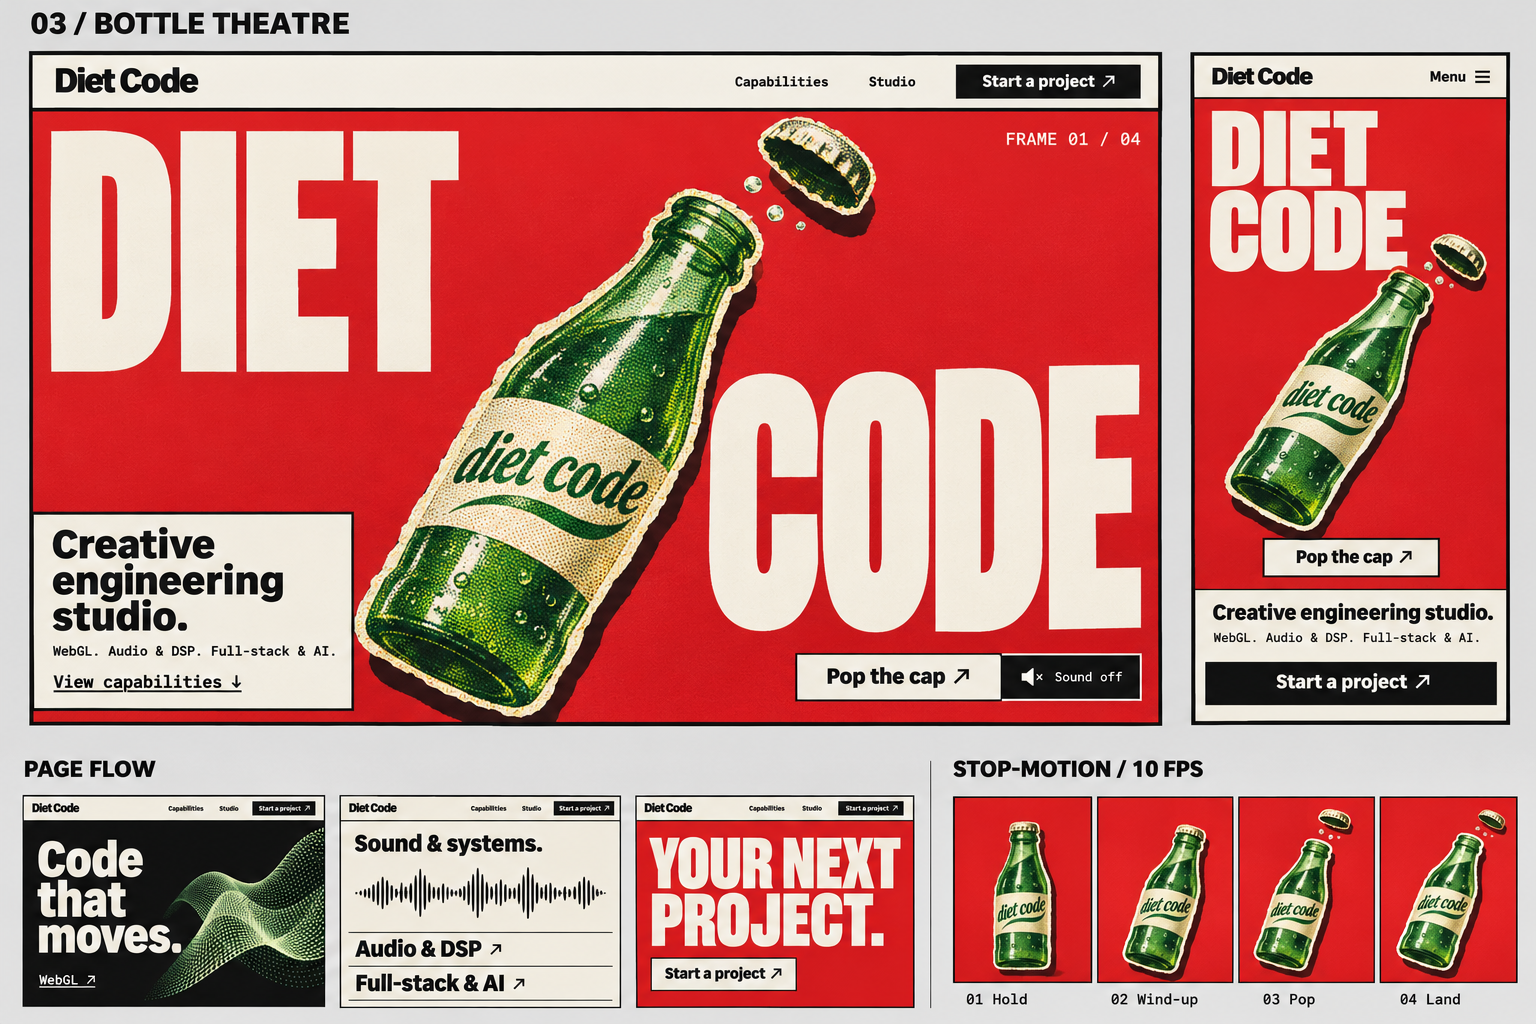 03 / BOTTLE THEATRE
Diet Code
Capabilities
Studio
Start a project ↗
DIET
FRAME 01 / 04
diet code
CODE
Creative
engineering
studio.
WebGL. Audio & DSP. Full-stack & AI.
View capabilities ↓
Pop the cap ↗
Sound off
Diet Code
Menu
DIET
CODE
diet code
Pop the cap ↗
Creative engineering studio.
WebGL. Audio & DSP. Full-stack & AI.
Start a project ↗
PAGE FLOW
Diet Code
Capabilities
Studio
Start a project ↗
Code
that
moves.
WebGL ↗
Diet Code
Capabilities
Studio
Start a project ↗
Sound & systems.
Audio & DSP ↗
Full-stack & AI ↗
Diet Code
Capabilities
Studio
Start a project ↗
YOUR NEXT
PROJECT.
Start a project ↗
STOP-MOTION / 10 FPS
diet code
diet code
diet code
diet code
01 Hold
02 Wind-up
03 Pop
04 Land